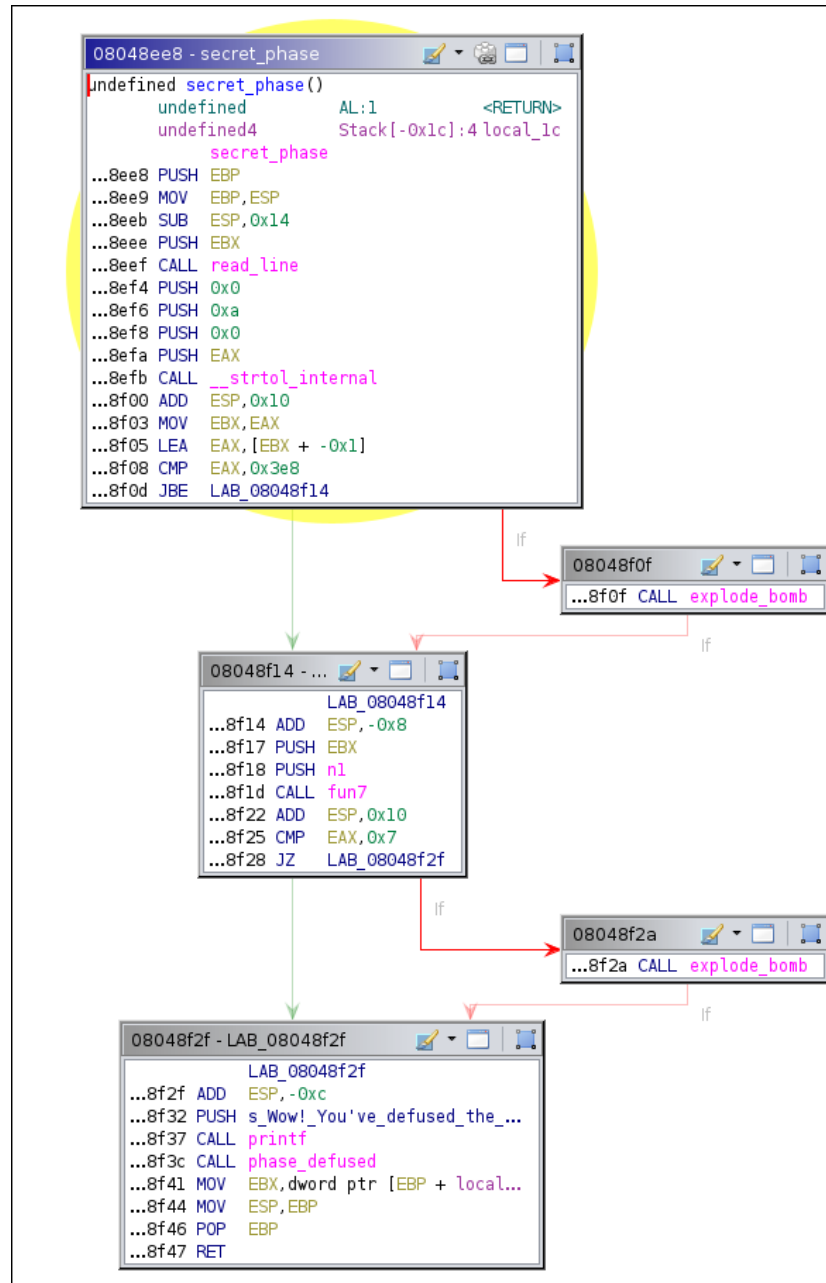 08048ee8 - secret_phase
undefined secret_phase()
undefined AL:1 <RETURN>
undefined4 Stack[-0x1c]:4 local_1c
secret_phase
...8ee8 PUSH EBP
...8ee9 MOV EBP,ESP
...8eeb SUB ESP,0x14
...8eee PUSH EBX
...8eef CALL read_line
...8ef4 PUSH 0x0
...8ef6 PUSH 0xa
...8ef8 PUSH 0x0
...8efa PUSH EAX
...8efb CALL __strtol_internal
...8f00 ADD ESP,0x10
...8f03 MOV EBX,EAX
...8f05 LEA EAX,[EBX + -0x1]
...8f08 CMP EAX,0x3e8
...8f0d JBE LAB_08048f14
If
08048f0f
...8f0f CALL explode_bomb
If
08048f14 - ...
LAB_08048f14
...8f14 ADD ESP,-0x8
...8f17 PUSH EBX
...8f18 PUSH n1
...8f1d CALL fun7
...8f22 ADD ESP,0x10
...8f25 CMP EAX,0x7
...8f28 JZ LAB_08048f2f
If
08048f2a
...8f2a CALL explode_bomb
If
08048f2f - LAB_08048f2f
LAB_08048f2f
...8f2f ADD ESP,-0xc
...8f32 PUSH s_Wow!_You've_defused_the_...
...8f37 CALL printf
...8f3c CALL phase_defused
...8f41 MOV EBX,dword ptr [EBP + local...
...8f44 MOV ESP,EBP
...8f46 POP EBP
...8f47 RET